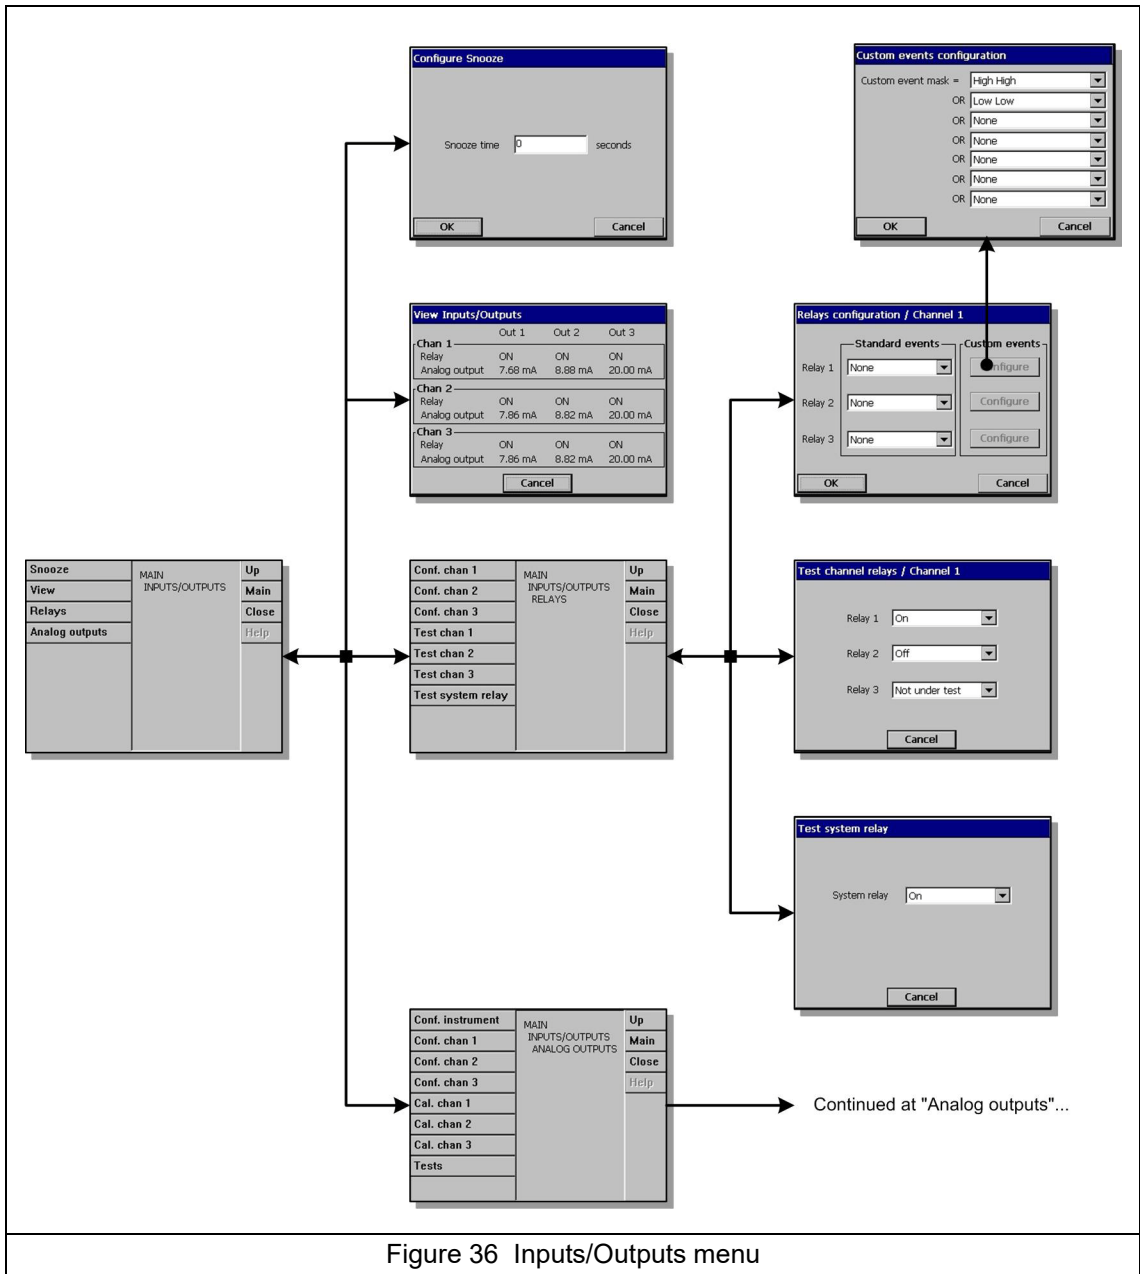 Configure Snooze
Snooze time 0 seconds
OK Cancel
Custom events configuration
Custom event mask = High High
OR Low Low
OR None
OR None
OR None
OR None
OR None
OK Cancel
View Inputs/Outputs
Out 1 Out 2 Out 3
Chan 1
Relay ON ON ON
Analog output 7.68 mA 8.88 mA 20.00 mA
Chan 2
Relay ON ON ON
Analog output 7.86 mA 8.82 mA 20.00 mA
Chan 3
Relay ON ON ON
Analog output 7.86 mA 8.82 mA 20.00 mA
Cancel
Relays configuration / Channel 1
Standard events Custom events
Relay 1 None
Relay 2 None Configure
Relay 3 None Configure
OK Cancel
Snooze
View
Relays
Analog outputs
MAIN
INPUTS/OUTPUTS
Up
Main
Close
Help
Conf. chan 1
Conf. chan 2
Conf. chan 3
Test chan 1
Test chan 2
Test chan 3
Test system relay
MAIN
INPUTS/OUTPUTS
RELAYS
Up
Main
Close
Help
Test channel relays / Channel 1
Relay 1 On
Relay 2 Off
Relay 3 Not under test
Cancel
Test system relay
System relay On
Cancel
Conf. instrument
Conf. chan 1
Conf. chan 2
Conf. chan 3
Cal. chan 1
Cal. chan 2
Cal. chan 3
Tests
MAIN
INPUTS/OUTPUTS
ANALOG OUTPUTS
Up
Main
Close
Help
Continued at "Analog outputs"...
Figure 36 Inputs/Outputs menu